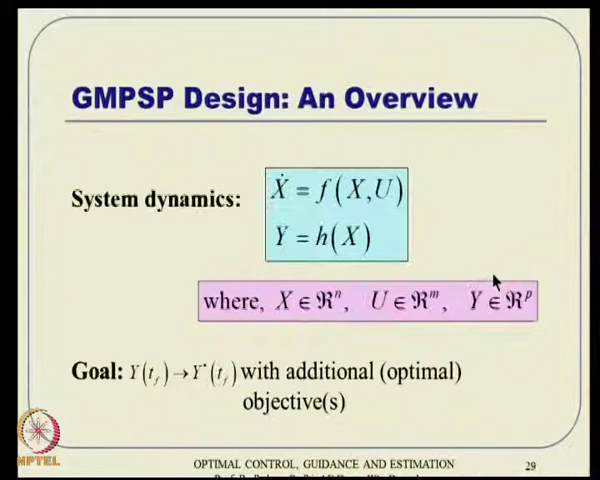 GMPSP Design: An Overview
System dynamics:
Ẋ = f(X,U)
Y = h(X)
where, X ∈ ℜⁿ, U ∈ ℜᵐ, Y ∈ ℜᵖ
Goal: Y(t_f) → Y*(t_f) with additional (optimal)
objective(s)
NPTEL
OPTIMAL CONTROL, GUIDANCE AND ESTIMATION
29